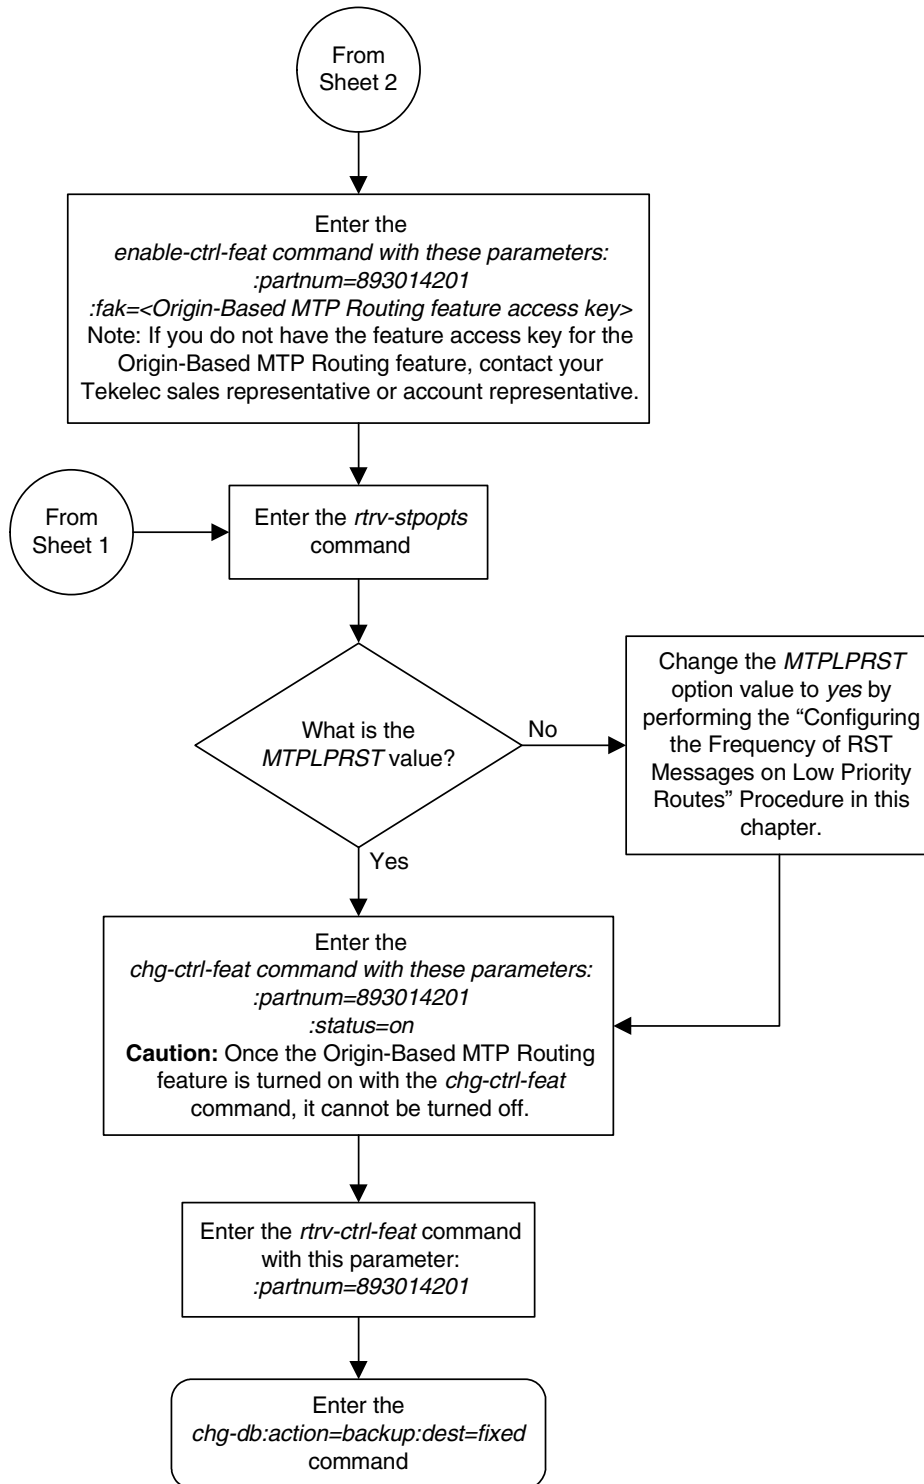 From
Sheet 2
Enter the
enable-ctrl-feat command with these parameters:
:partnum=893014201
:fak=<Origin-Based MTP Routing feature access key>
Note: If you do not have the feature access key for the
Origin-Based MTP Routing feature, contact your
Tekelec sales representative or account representative.
From
Sheet 1
Enter the rtrv-stpopts
command
What is the
MTPLPRST value?
No
Change the MTPLPRST
option value to yes by
performing the “Configuring
the Frequency of RST
Messages on Low Priority
Routes” Procedure in this
chapter.
Yes
Enter the
chg-ctrl-feat command with these parameters:
:partnum=893014201
:status=on
Caution: Once the Origin-Based MTP Routing
feature is turned on with the chg-ctrl-feat
command, it cannot be turned off.
Enter the rtrv-ctrl-feat command
with this parameter:
:partnum=893014201
Enter the
chg-db:action=backup:dest=fixed
command